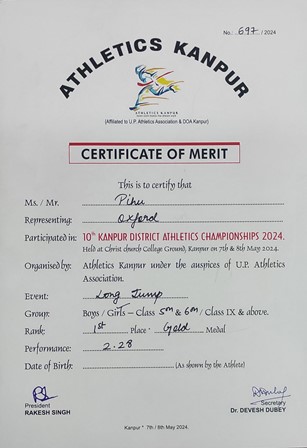 No.: 697 / 2024
ATHLETICS KANPUR
ATHLETICS KANPUR
(Affiliated to U.P. Athletics Association & DOA Kanpur)
CERTIFICATE OF MERIT
This is to certify that
Ms. / Mr. Pihu
Representing: Oxford
Participated in: 10th KANPUR DISTRICT ATHLETICS CHAMPIONSHIPS 2024.
Held at Christ church College Ground, Kanpur on 7th & 8th May 2024.
Organised by: Athletics Kanpur under the auspices of U.P. Athletics
Association.
Event: Long Jump
Group: Boys / Girls – Class 5th & 6th / Class IX & above.
Rank: 1st Place - Gold Medal
Performance: 2.28
Date of Birth: (As shown by the Athlete)
President
RAKESH SINGH
Secretary
Dr. DEVESH DUBEY
Kanpur * 7th / 8th May 2024.